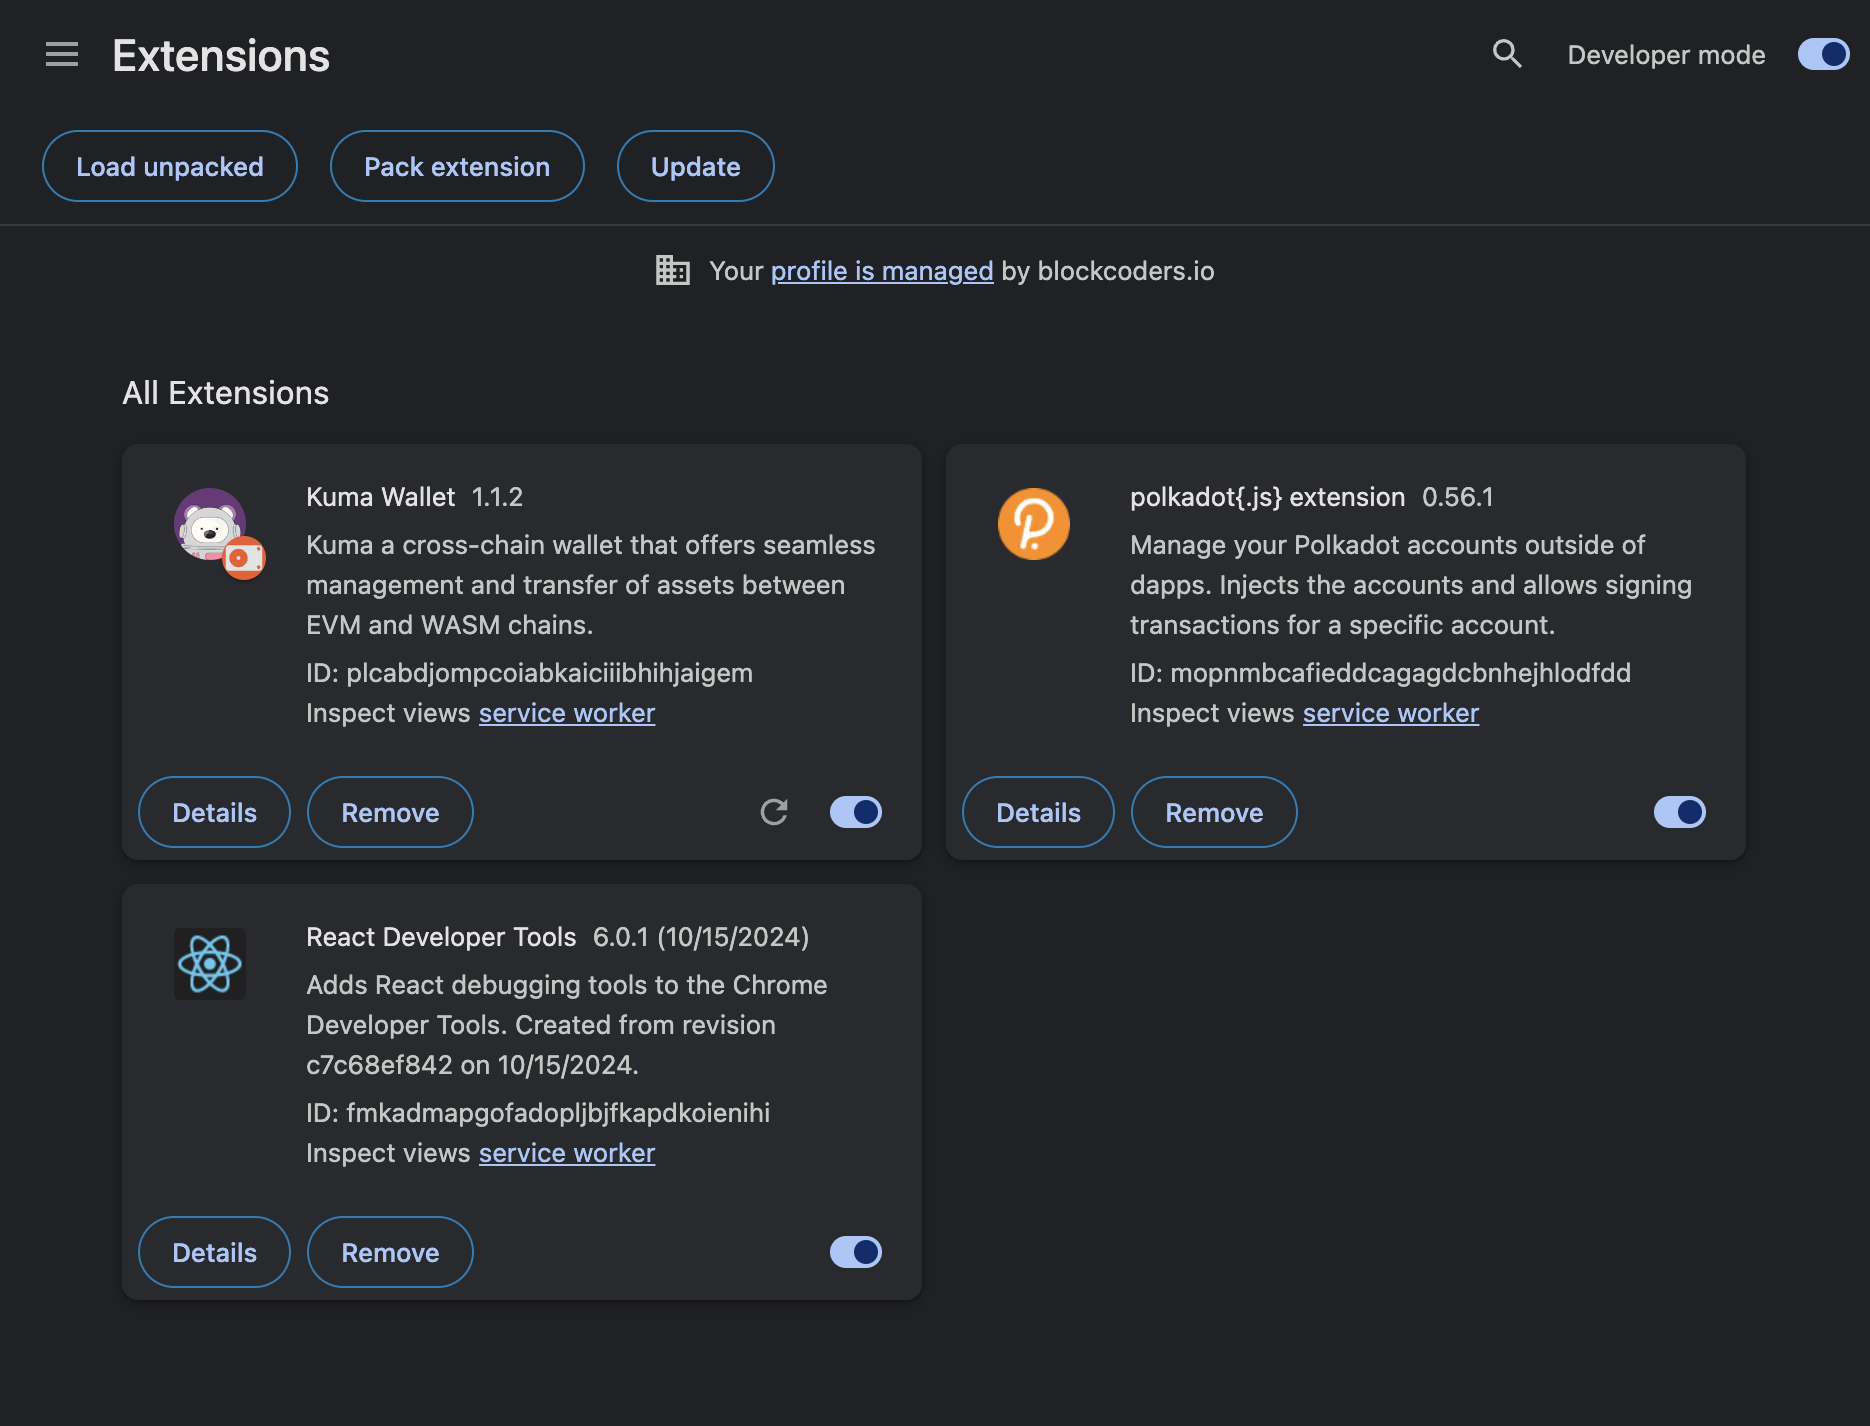 Extensions
Developer mode
Load unpacked
Pack extension
Update
Your profile is managed by blockcoders.io
All Extensions
Kuma Wallet 1.1.2
Kuma a cross-chain wallet that offers seamless
management and transfer of assets between
EVM and WASM chains.
ID: plcabdjompcoiabkaiciiibhihjaigem
Inspect views service worker
Details
Remove
polkadot{.js} extension 0.56.1
Manage your Polkadot accounts outside of
dapps. Injects the accounts and allows signing
transactions for a specific account.
ID: mopnmbcafieddcagagdcbnhejhlodfdd
Inspect views service worker
Details
Remove
React Developer Tools 6.0.1 (10/15/2024)
Adds React debugging tools to the Chrome
Developer Tools. Created from revision
c7c68ef842 on 10/15/2024.
ID: fmkadmapgofadopljbjfkapdkoienihi
Inspect views service worker
Details
Remove